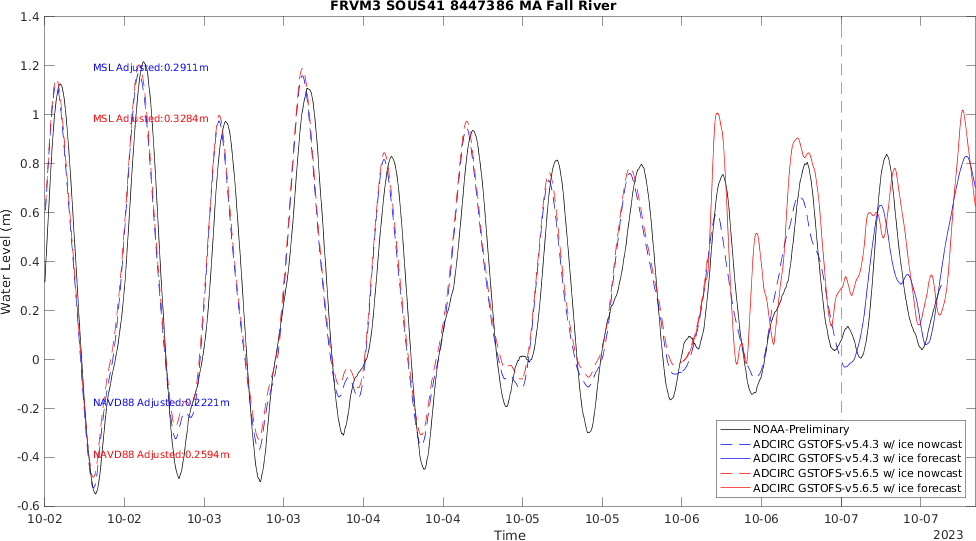 FRVM3 SOUS41 8447386 MA Fall River
1.4
1.2
1
0.8
0.6
0.4
0.2
0
-0.2
-0.4
-0.6
Water Level (m)
MSL Adjusted:0.2911m
MSL Adjusted:0.3284m
NAVD88 Adjusted:0.2221m
NAVD88 Adjusted:0.2594m
NOAA-Preliminary
ADCIRC GSTOFS-v5.4.3 w/ ice nowcast
ADCIRC GSTOFS-v5.4.3 w/ ice forecast
ADCIRC GSTOFS-v5.6.5 w/ ice nowcast
ADCIRC GSTOFS-v5.6.5 w/ ice forecast
10-02 10-02 10-03 10-03 10-04 10-04 10-05 10-05 10-06 10-06 10-07 10-07
Time
2023